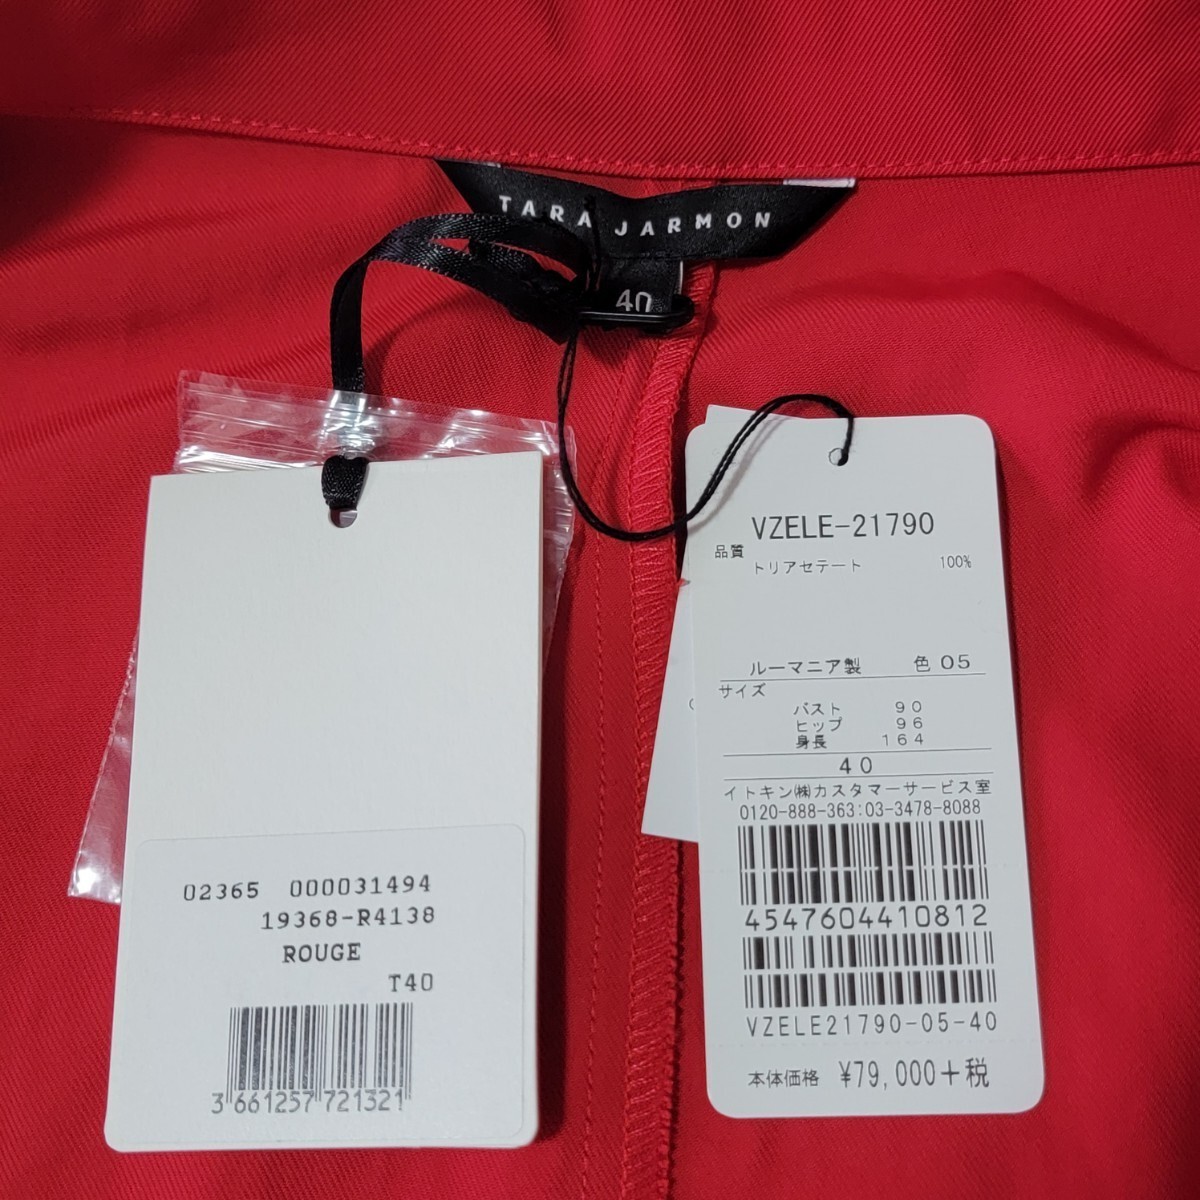 TARA JARMON
40
02365 000031494
19368-R4138
ROUGE
T40
3 661257 721321
VZELE-21790
品質
トリアセテート 100%
ルーマニア製 色 05
サイズ
バスト 90
ヒップ 96
身長 164
40
イトキン㈱カスタマーサービス室
0120-888-363:03-3478-8088
4547604410812
VZELE21790-05-40
本体価格 ¥79,000+税